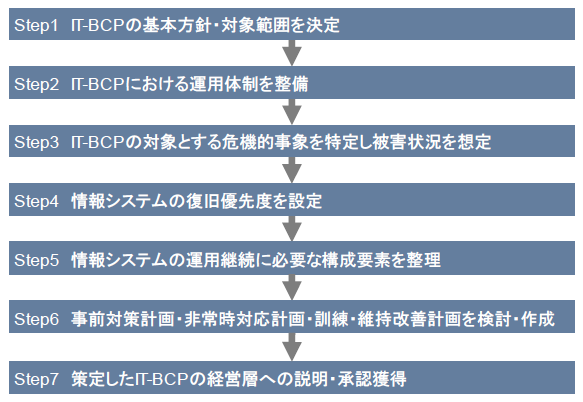 Step1 IT-BCPの基本方針・対象範囲を決定
Step2 IT-BCPにおける運用体制を整備
Step3 IT-BCPの対象とする危機的事象を特定し被害状況を想定
Step4 情報システムの復旧優先度を設定
Step5 情報システムの運用継続に必要な構成要素を整理
Step6 事前対策計画・非常時対応計画・訓練・維持改善計画を検討・作成
Step7 策定したIT-BCPの経営層への説明・承認獲得